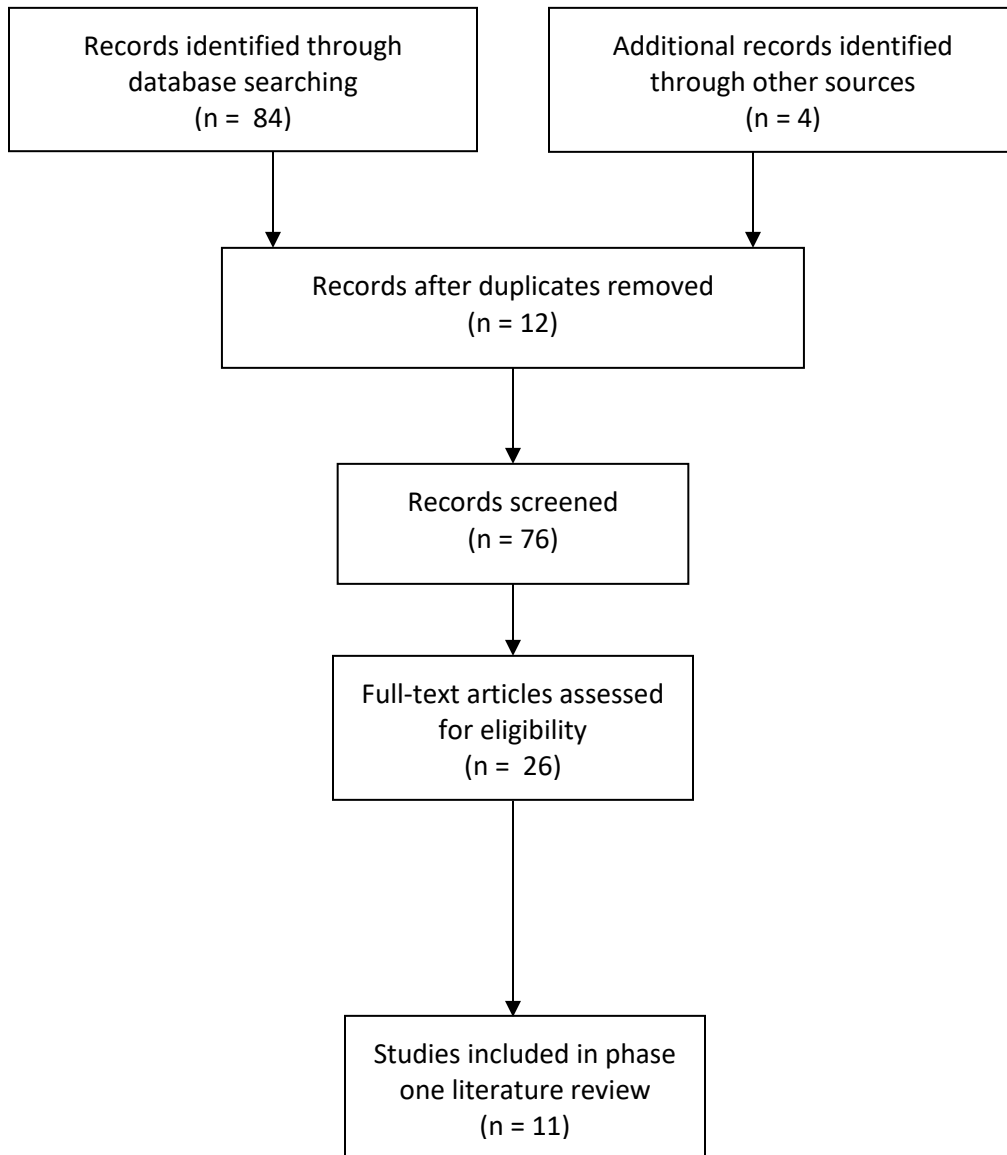 Records identified through
database searching
(n =  84)
Additional records identified
through other sources
(n = 4)
Records after duplicates removed
(n = 12)
Records screened
(n = 76)
Full-text articles assessed
for eligibility
(n =  26)
Studies included in phase
one literature review
(n = 11)